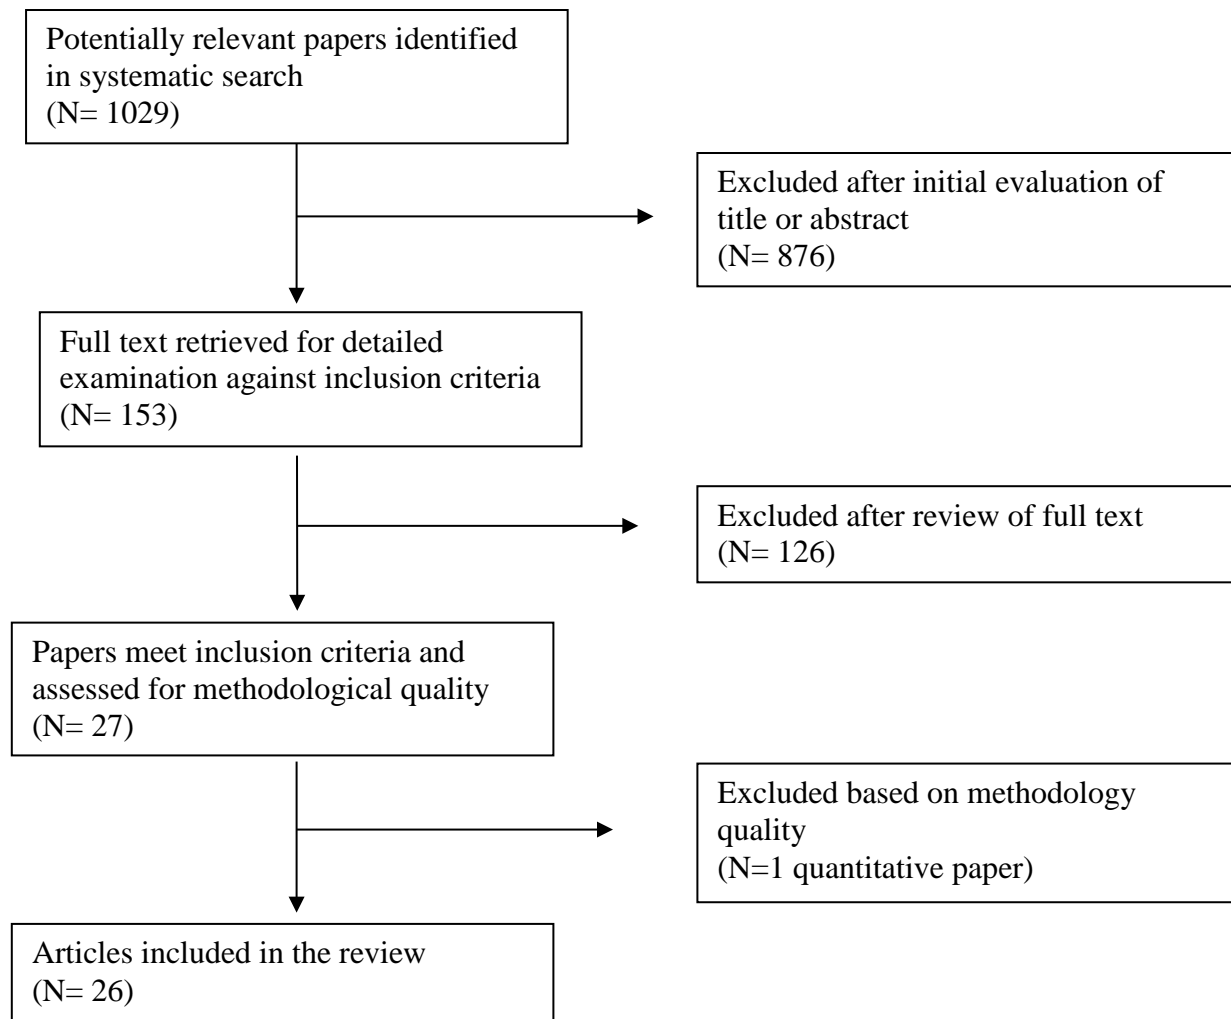 Potentially relevant papers identified
in systematic search
(N= 1029)
Excluded after initial evaluation of
title or abstract
(N= 876)
Full text retrieved for detailed
examination against inclusion criteria
(N= 153)
Excluded after review of full text
(N= 126)
Papers meet inclusion criteria and
assessed for methodological quality
(N= 27)
Excluded based on methodology
quality
(N=1 quantitative paper)
Articles included in the review
(N= 26)